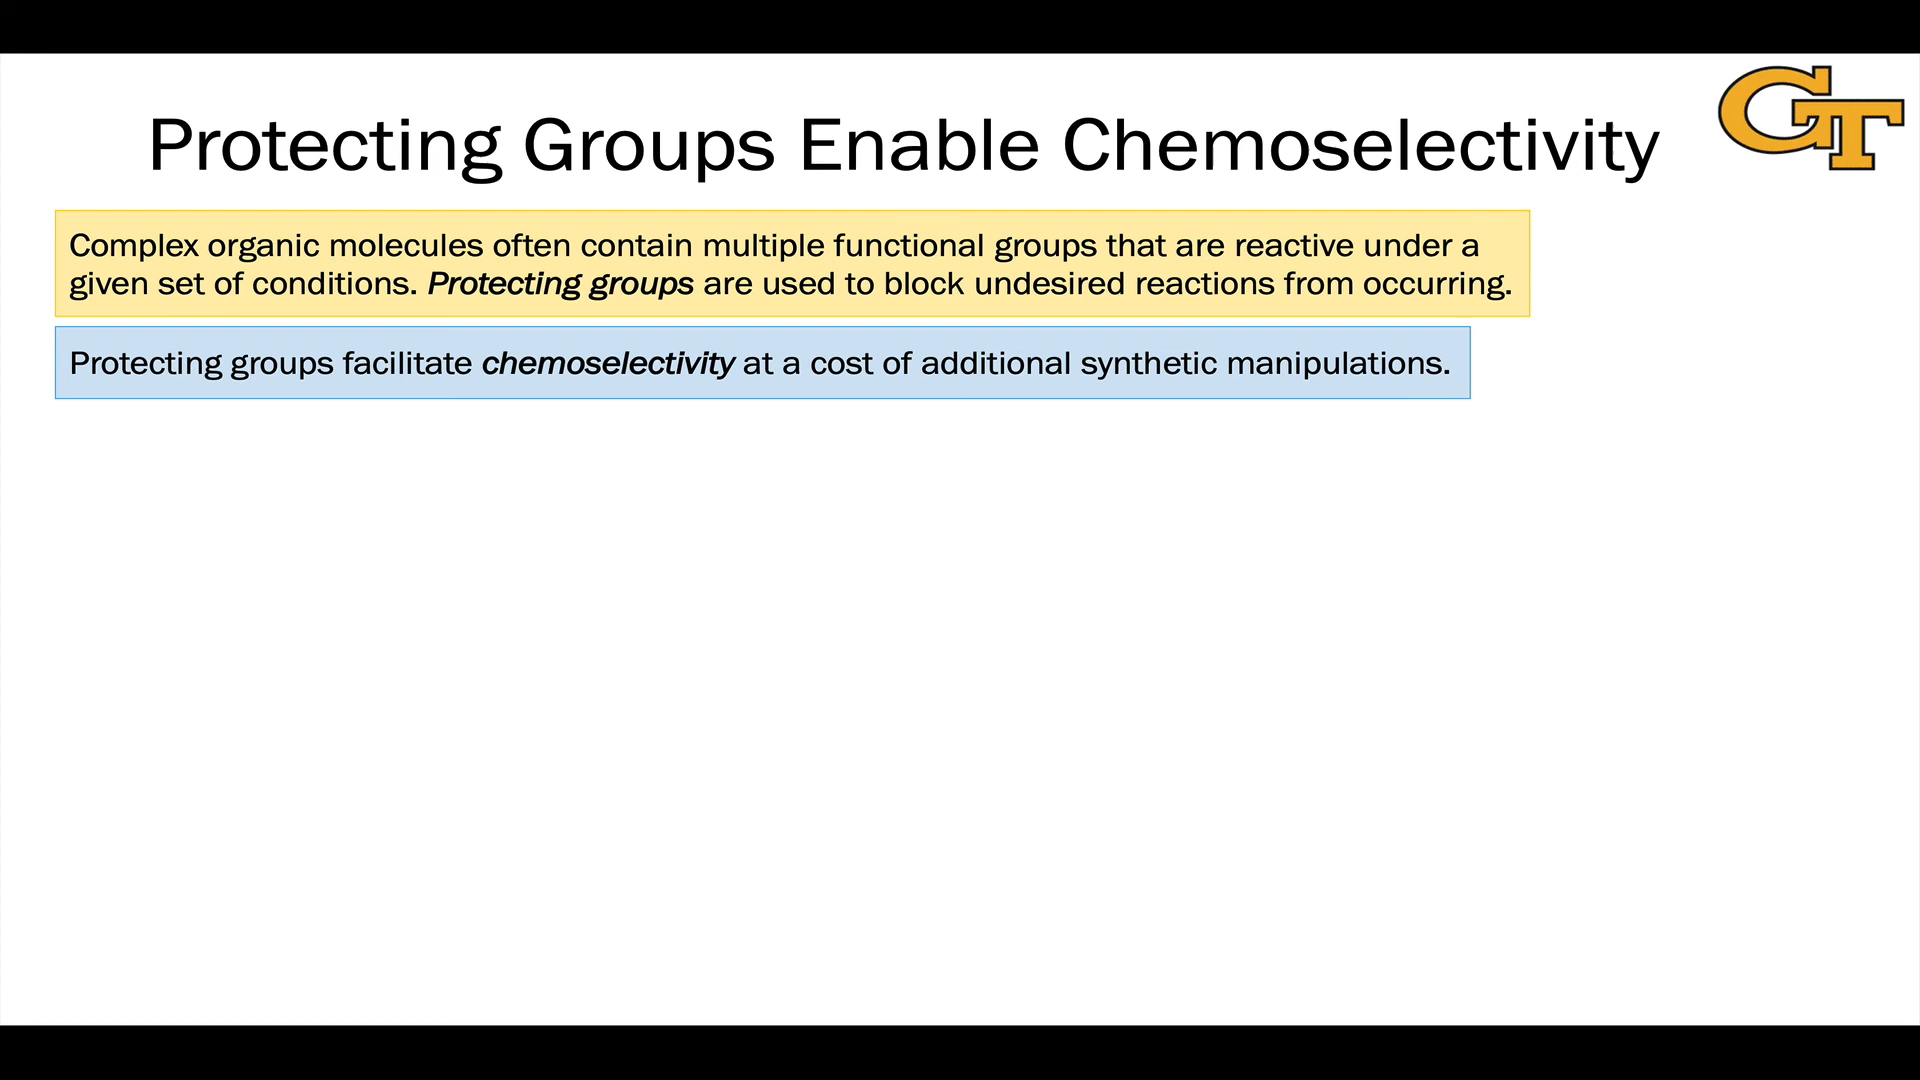 Protecting Groups Enable Chemoselectivity
GT
Complex organic molecules often contain multiple functional groups that are reactive under a
given set of conditions. Protecting groups are used to block undesired reactions from occurring.
Protecting groups facilitate chemoselectivity at a cost of additional synthetic manipulations.